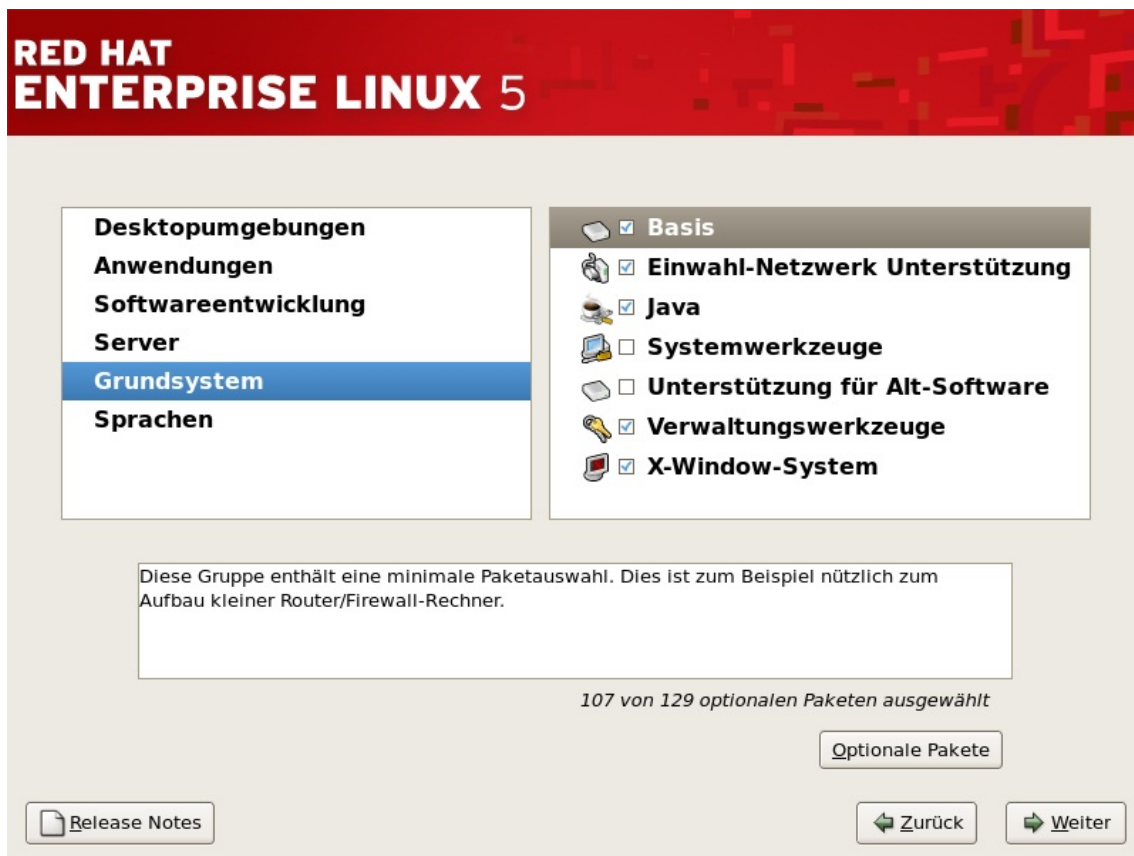 RED HAT
ENTERPRISE LINUX 5
Desktopumgebungen
Anwendungen
Softwareentwicklung
Server
Grundsystem
Sprachen
Basis
Einwahl-Netzwerk Unterstützung
Java
Systemwerkzeuge
Unterstützung für Alt-Software
Verwaltungswerkzeuge
X-Window-System
Diese Gruppe enthält eine minimale Paketauswahl. Dies ist zum Beispiel nützlich zum
Aufbau kleiner Router/Firewall-Rechner.
107 von 129 optionalen Paketen ausgewählt
Optionale Pakete
Release Notes
Zurück
Weiter